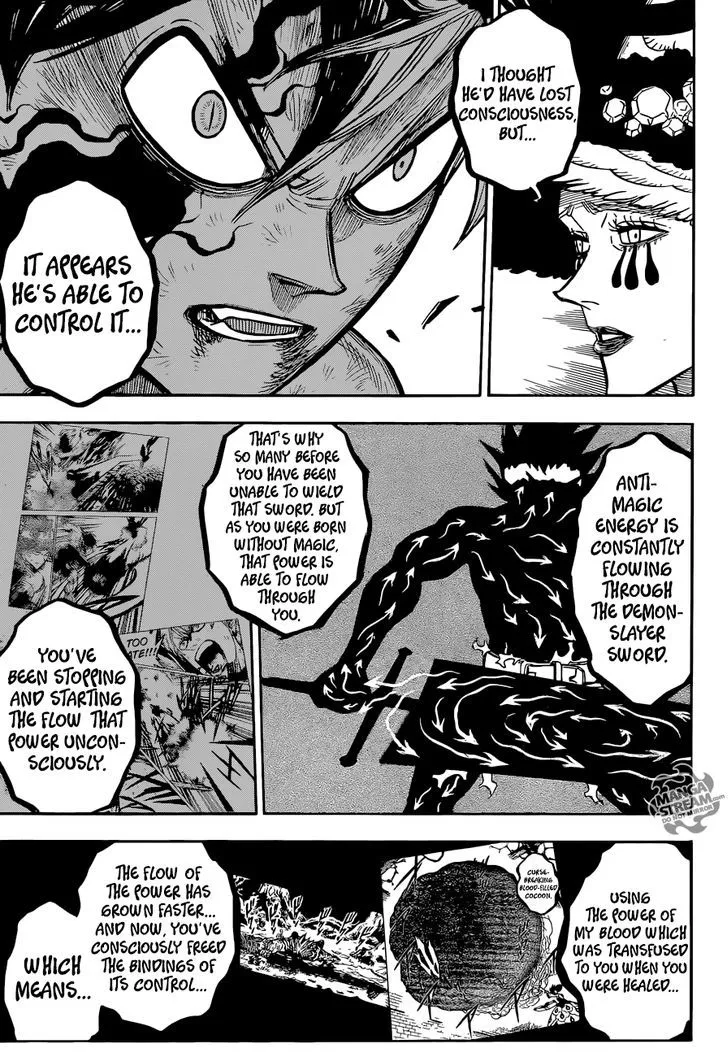 I THOUGHT
HE'D HAVE LOST
CONSCIOUSNESS,
BUT...
IT APPEARS
HE'S ABLE TO
CONTROL IT...
ANTI-
MAGIC
ENERGY IS
CONSTANTLY
FLOWING
THROUGH
THE DEMON-
SLAYER
SWORD.
THAT'S WHY
SO MANY BEFORE
YOU HAVE BEEN
UNABLE TO WIELD
THAT SWORD. BUT
AS YOU WERE BORN
WITHOUT MAGIC,
THAT POWER IS
ABLE TO FLOW
THROUGH
YOU.
TOO
YOU'VE
BEEN STOPPING
AND STARTING
THE FLOW THAT
POWER UNCON-
SCIOUSLY.
MANGA
STREAM.com
DO NOT MIRROR
USING
THE POWER OF
MY BLOOD WHICH
WAS TRANSFUSED
TO YOU WHEN YOU
WERE HEALED...
CURSE-
BREAKING
BLOOD-FILLED
COCOON.
THE FLOW OF
THE POWER HAS
GROWN FASTER...
AND NOW, YOU'VE
CONSCIOUSLY FREED
THE BINDINGS OF
ITS CONTROL...
WHICH
MEANS...